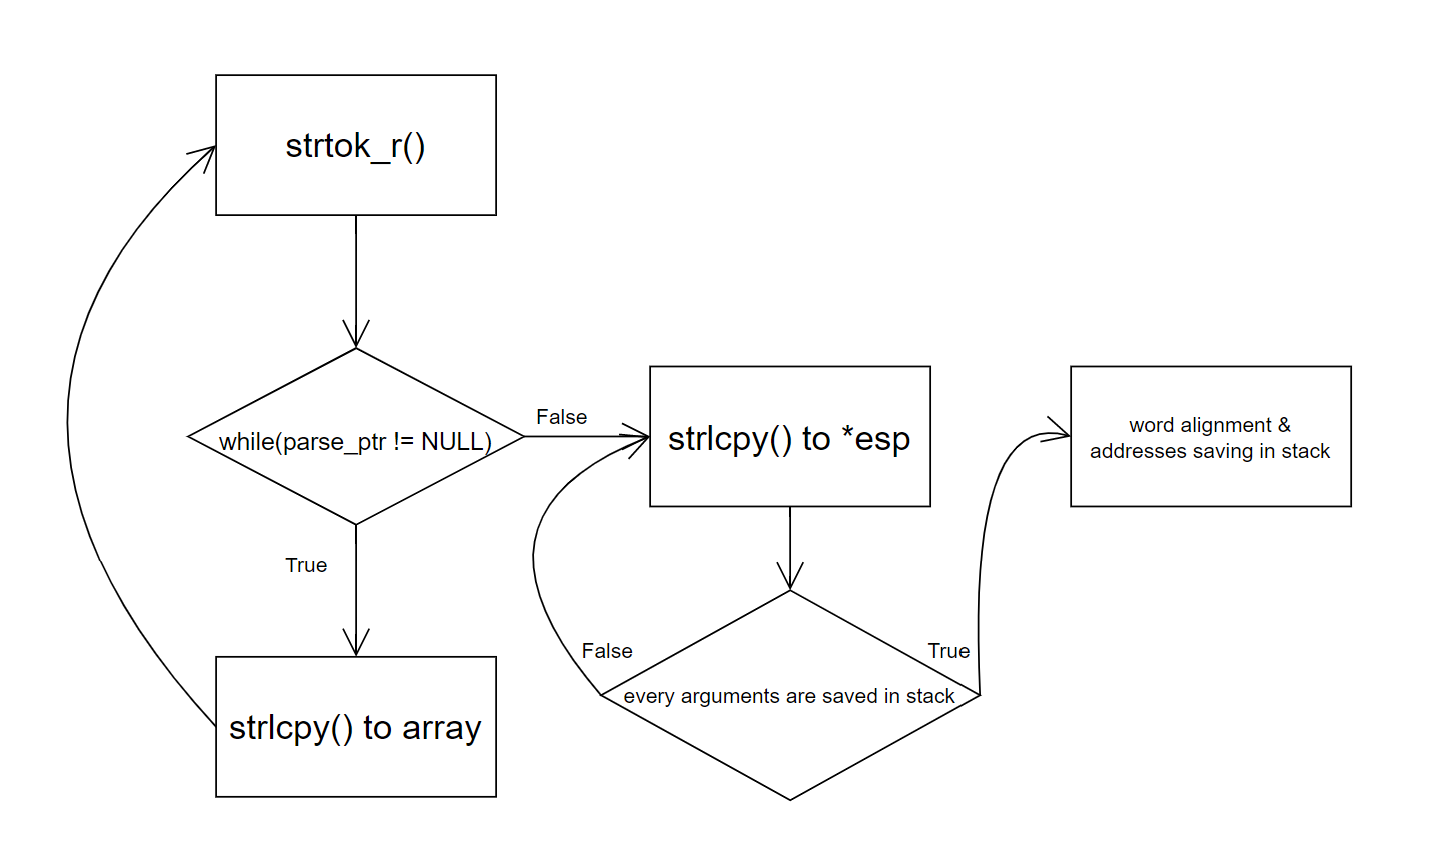 strtok_r()
while(parse_ptr != NULL)
False
True
strlcpy() to array
strlcpy() to *esp
False
True
every arguments are saved in stack
word alignment &
addresses saving in stack